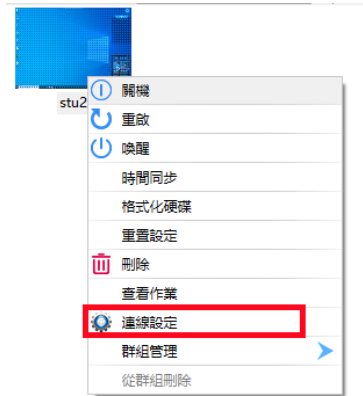 stu2
關機
重啟
喚醒
時間同步
格式化硬碟
重置設定
刪除
查看作業
連線設定
群組管理
從群組刪除